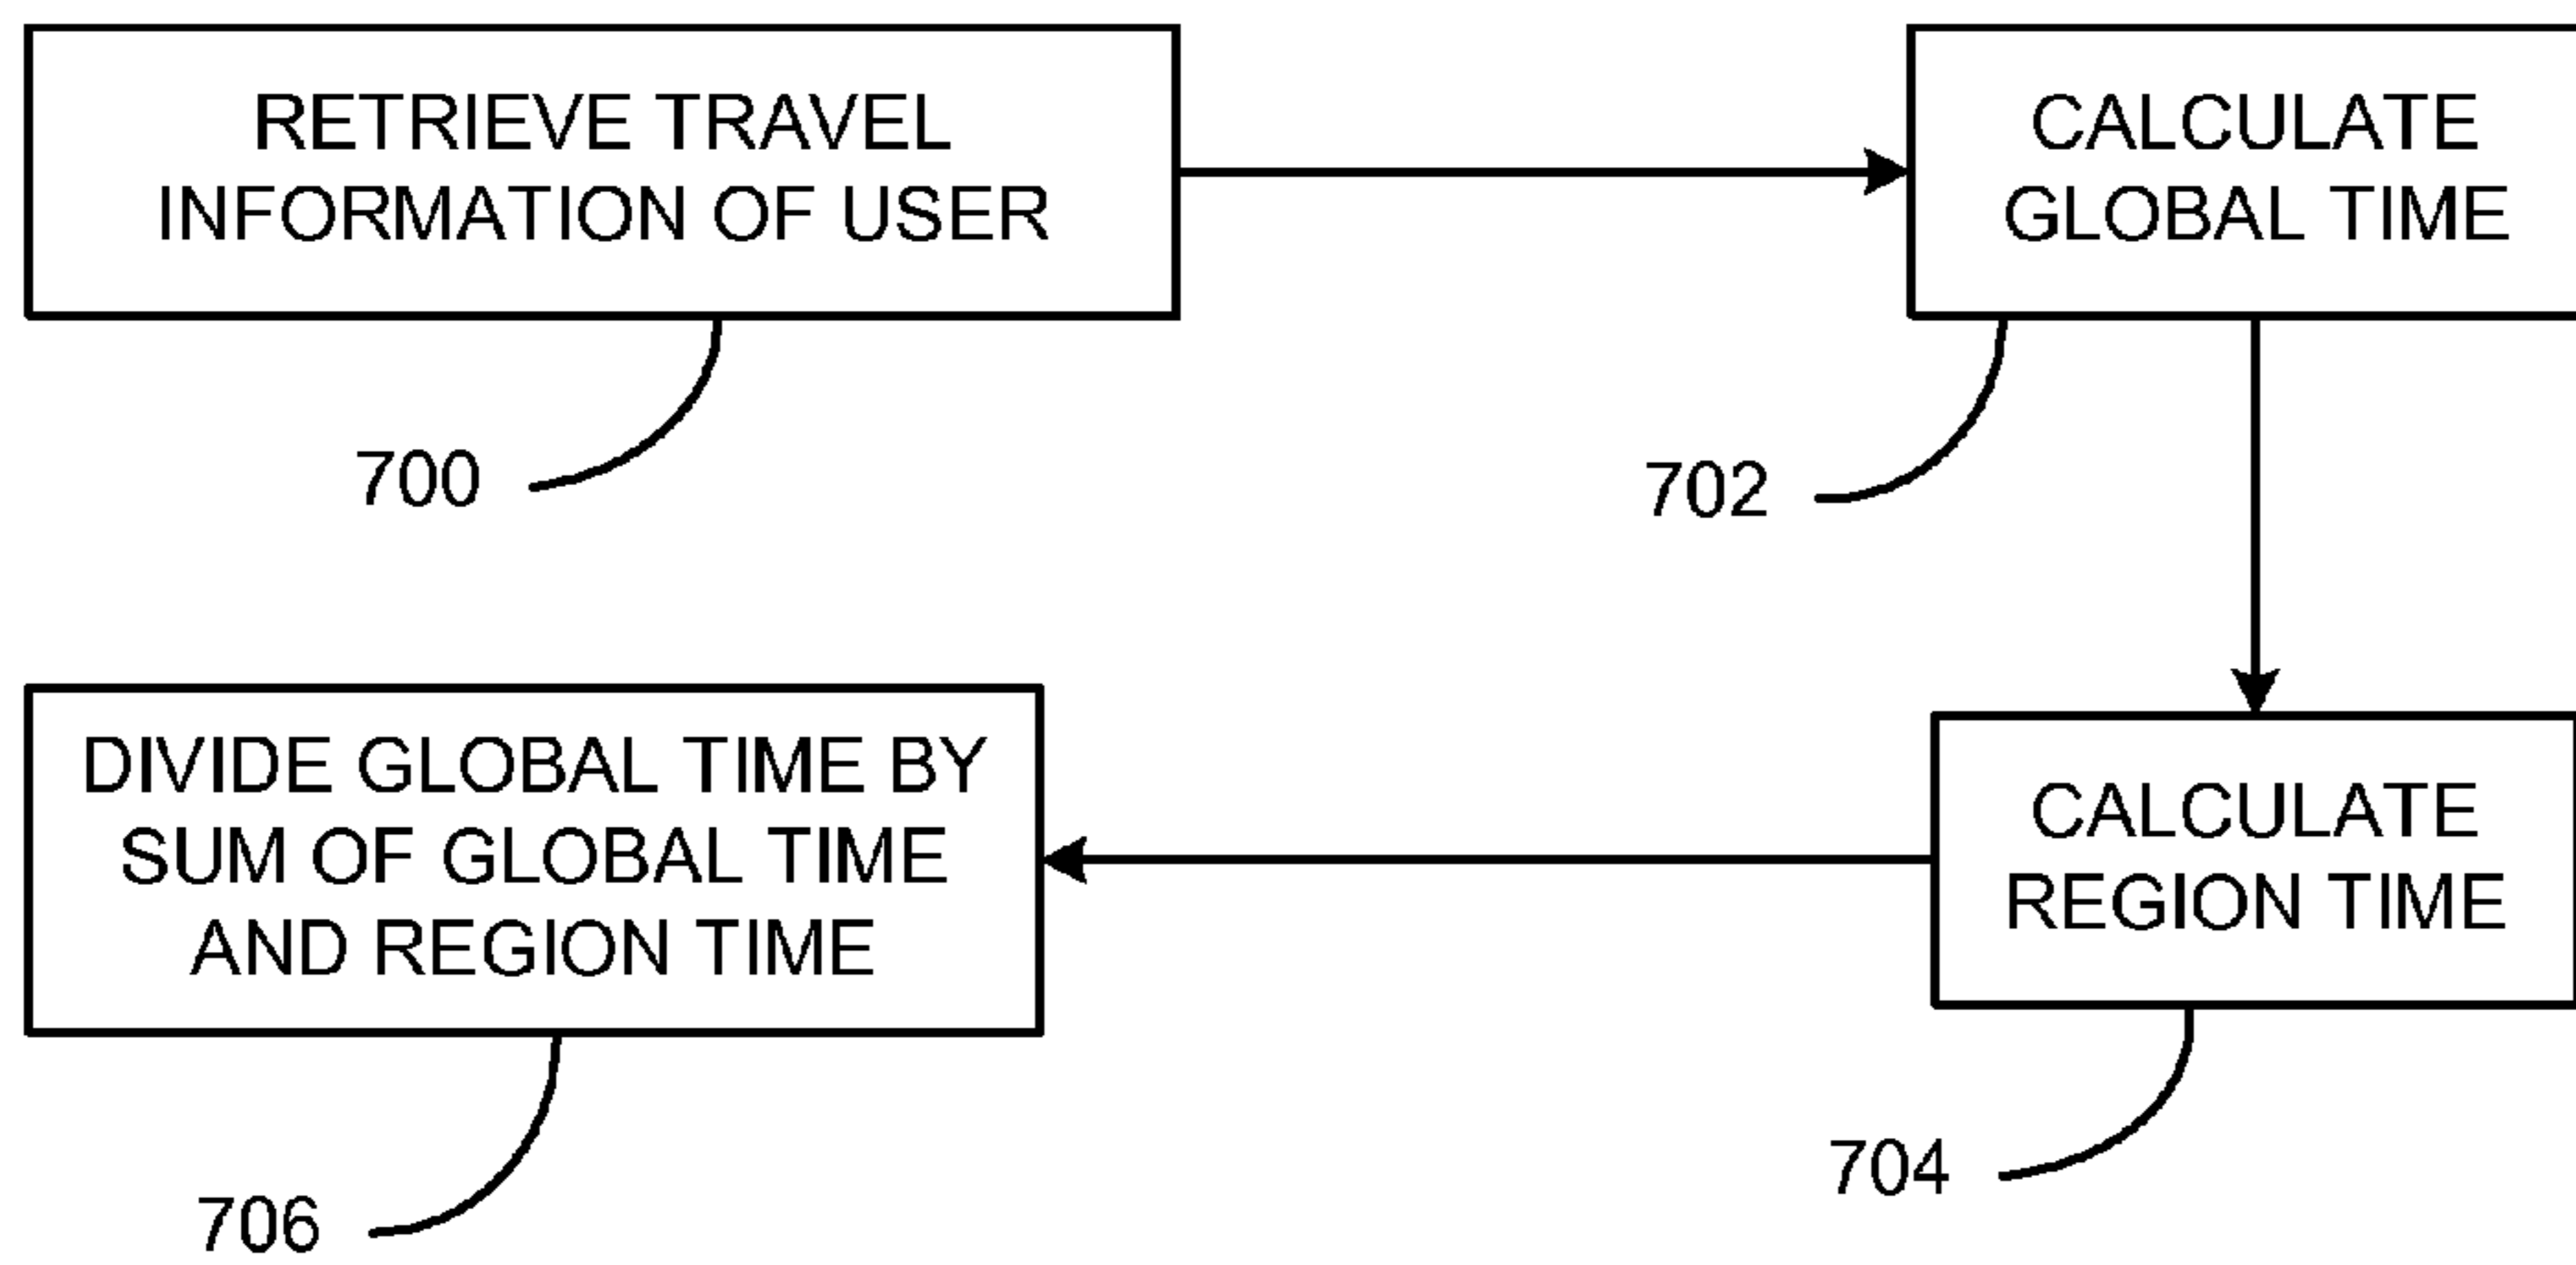 RETRIEVE TRAVEL
INFORMATION OF USER
700
CALCULATE
GLOBAL TIME
702
CALCULATE
REGION TIME
704
DIVIDE GLOBAL TIME BY
SUM OF GLOBAL TIME
AND REGION TIME
706